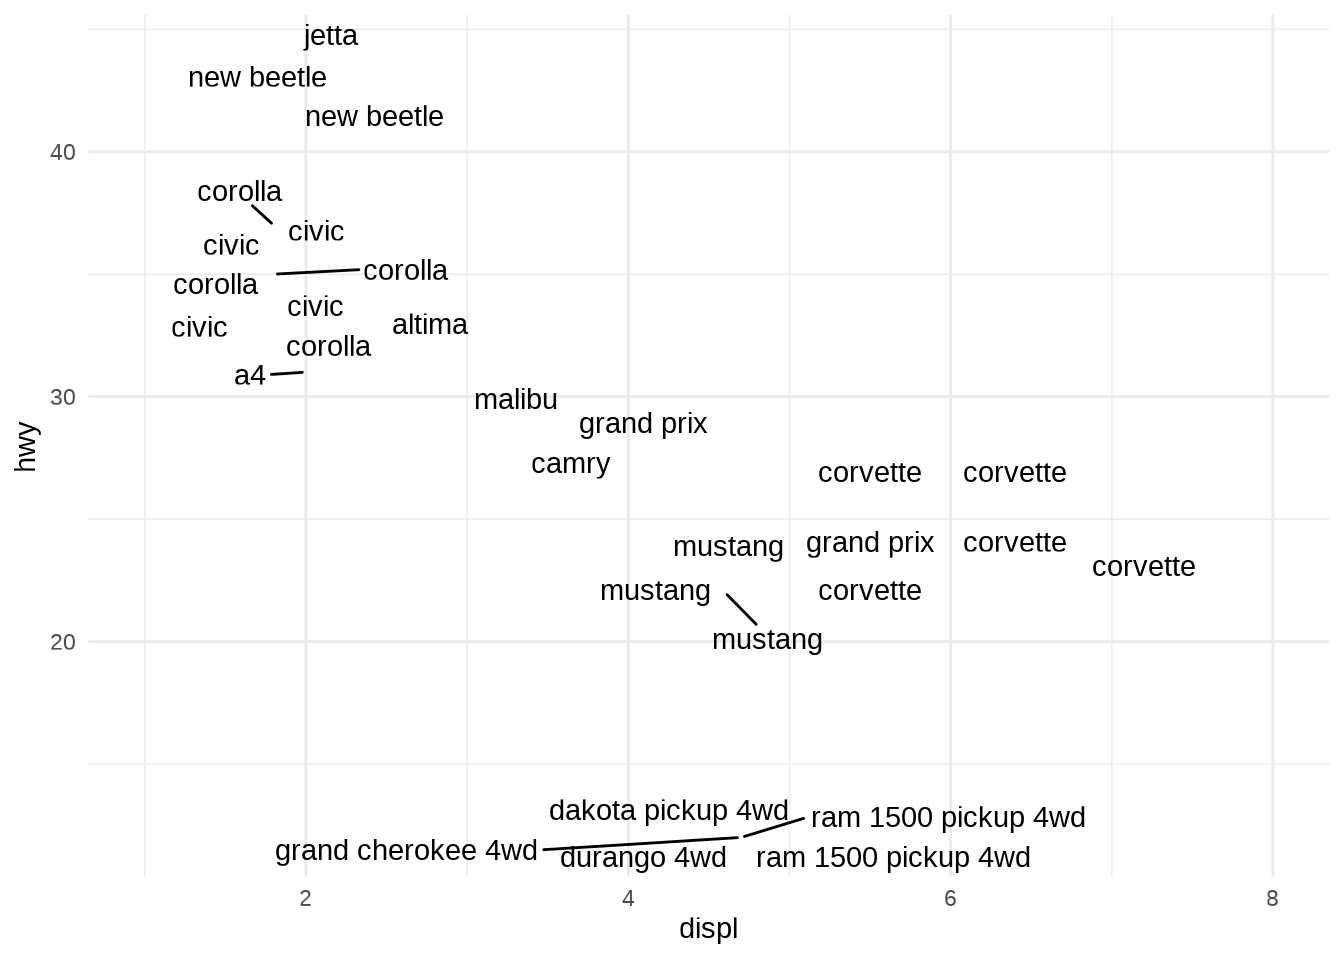 jetta
new beetle
new beetle
40
corolla
civic
civic
corolla
corolla
civic
altima
civic
corolla
a4
30
malibu
grand prix
camry
corvette
corvette
hwy
mustang
grand prix
corvette
corvette
mustang
corvette
mustang
20
dakota pickup 4wd
ram 1500 pickup 4wd
grand cherokee 4wd
durango 4wd
ram 1500 pickup 4wd
2
4
6
8
displ